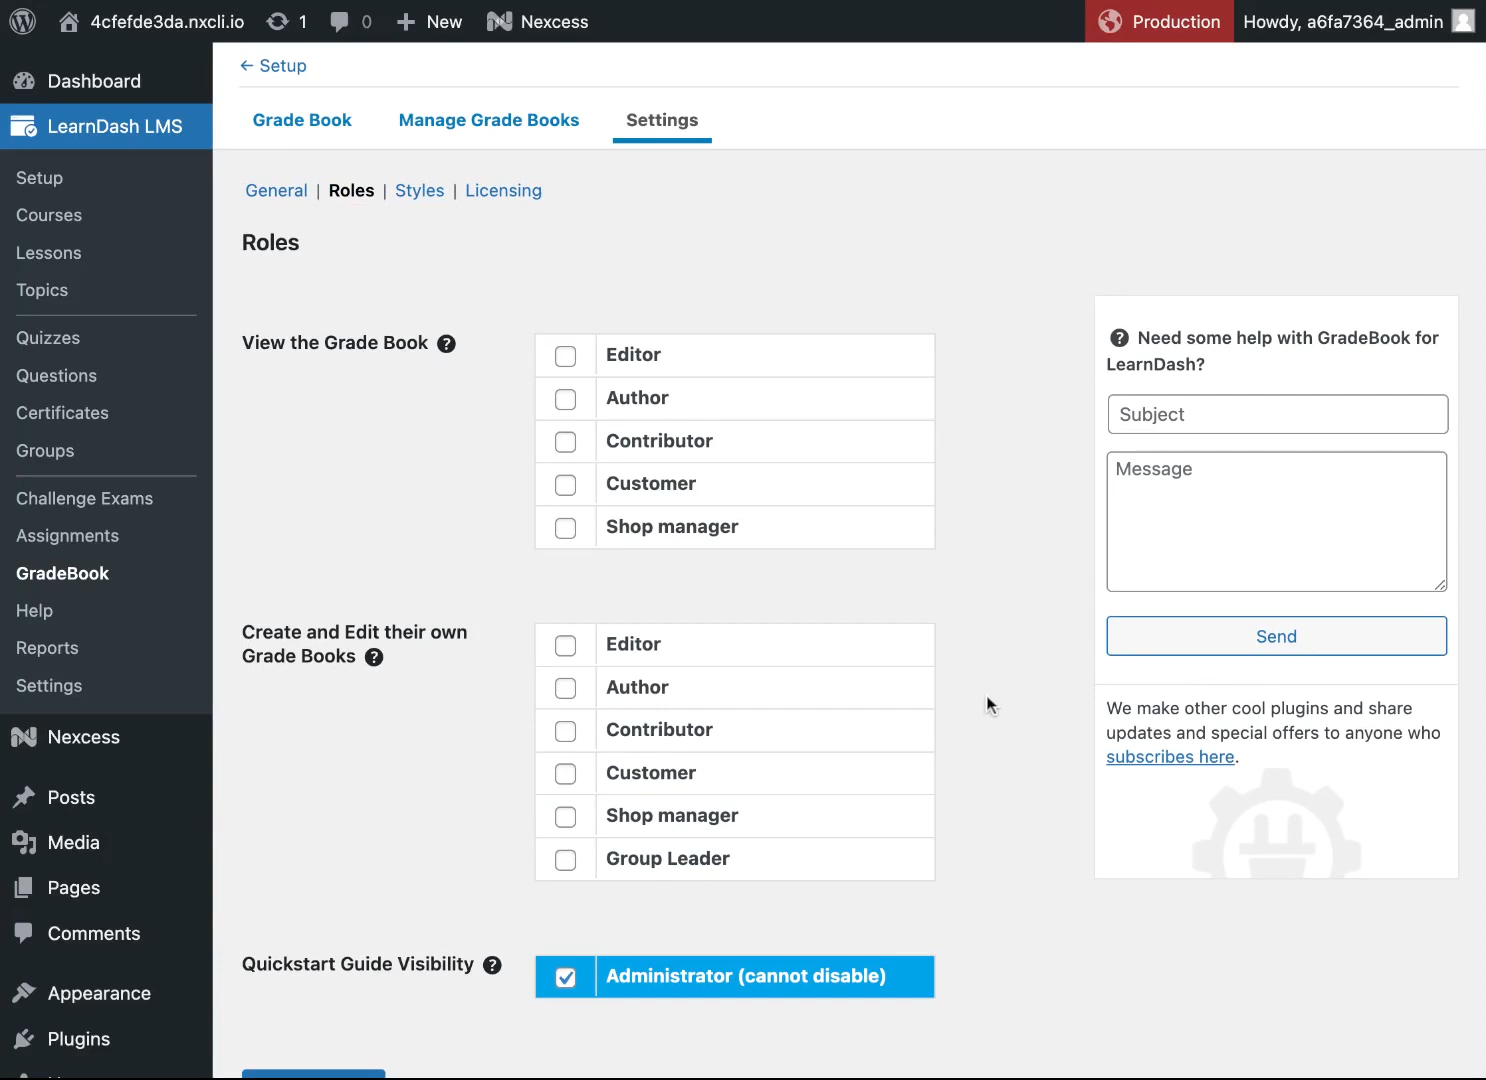 4cfefde3da.nxcli.io
1
0
New
Nexcess
Production
Howdy, a6fa7364_admin
Dashboard
LearnDash LMS
Setup
Courses
Lessons
Topics
Quizzes
Questions
Certificates
Groups
Challenge Exams
Assignments
GradeBook
Help
Reports
Settings
Nexcess
Posts
Media
Pages
Comments
Appearance
Plugins
← Setup
Grade Book
Manage Grade Books
Settings
General | Roles | Styles | Licensing
Roles
View the Grade Book ?
Editor
Author
Contributor
Customer
Shop manager
Create and Edit their own
Grade Books ?
Editor
Author
Contributor
Customer
Shop manager
Group Leader
Quickstart Guide Visibility ?
Administrator (cannot disable)
? Need some help with GradeBook for
LearnDash?
Subject
Message
Send
We make other cool plugins and share
updates and special offers to anyone who
subscribes here.